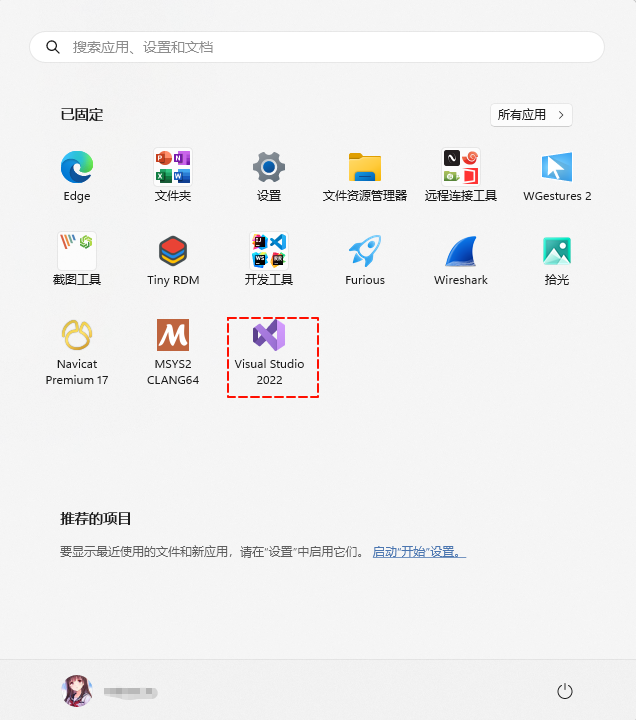 搜索应用、设置和文档
已固定
所有应用
Edge
文件夹
设置
文件资源管理器
远程连接工具
WGestures 2
截图工具
Tiny RDM
开发工具
Furious
Wireshark
拾光
Navicat
Premium 17
MSYS2
CLANG64
Visual Studio
2022
推荐的项目
要显示最近使用的文件和新应用，请在"设置"中启用它们。 启动"开始"设置。